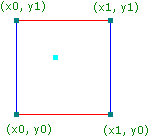 (x0, y1) (x1, y1)
(x0, y0) (x1, y0)